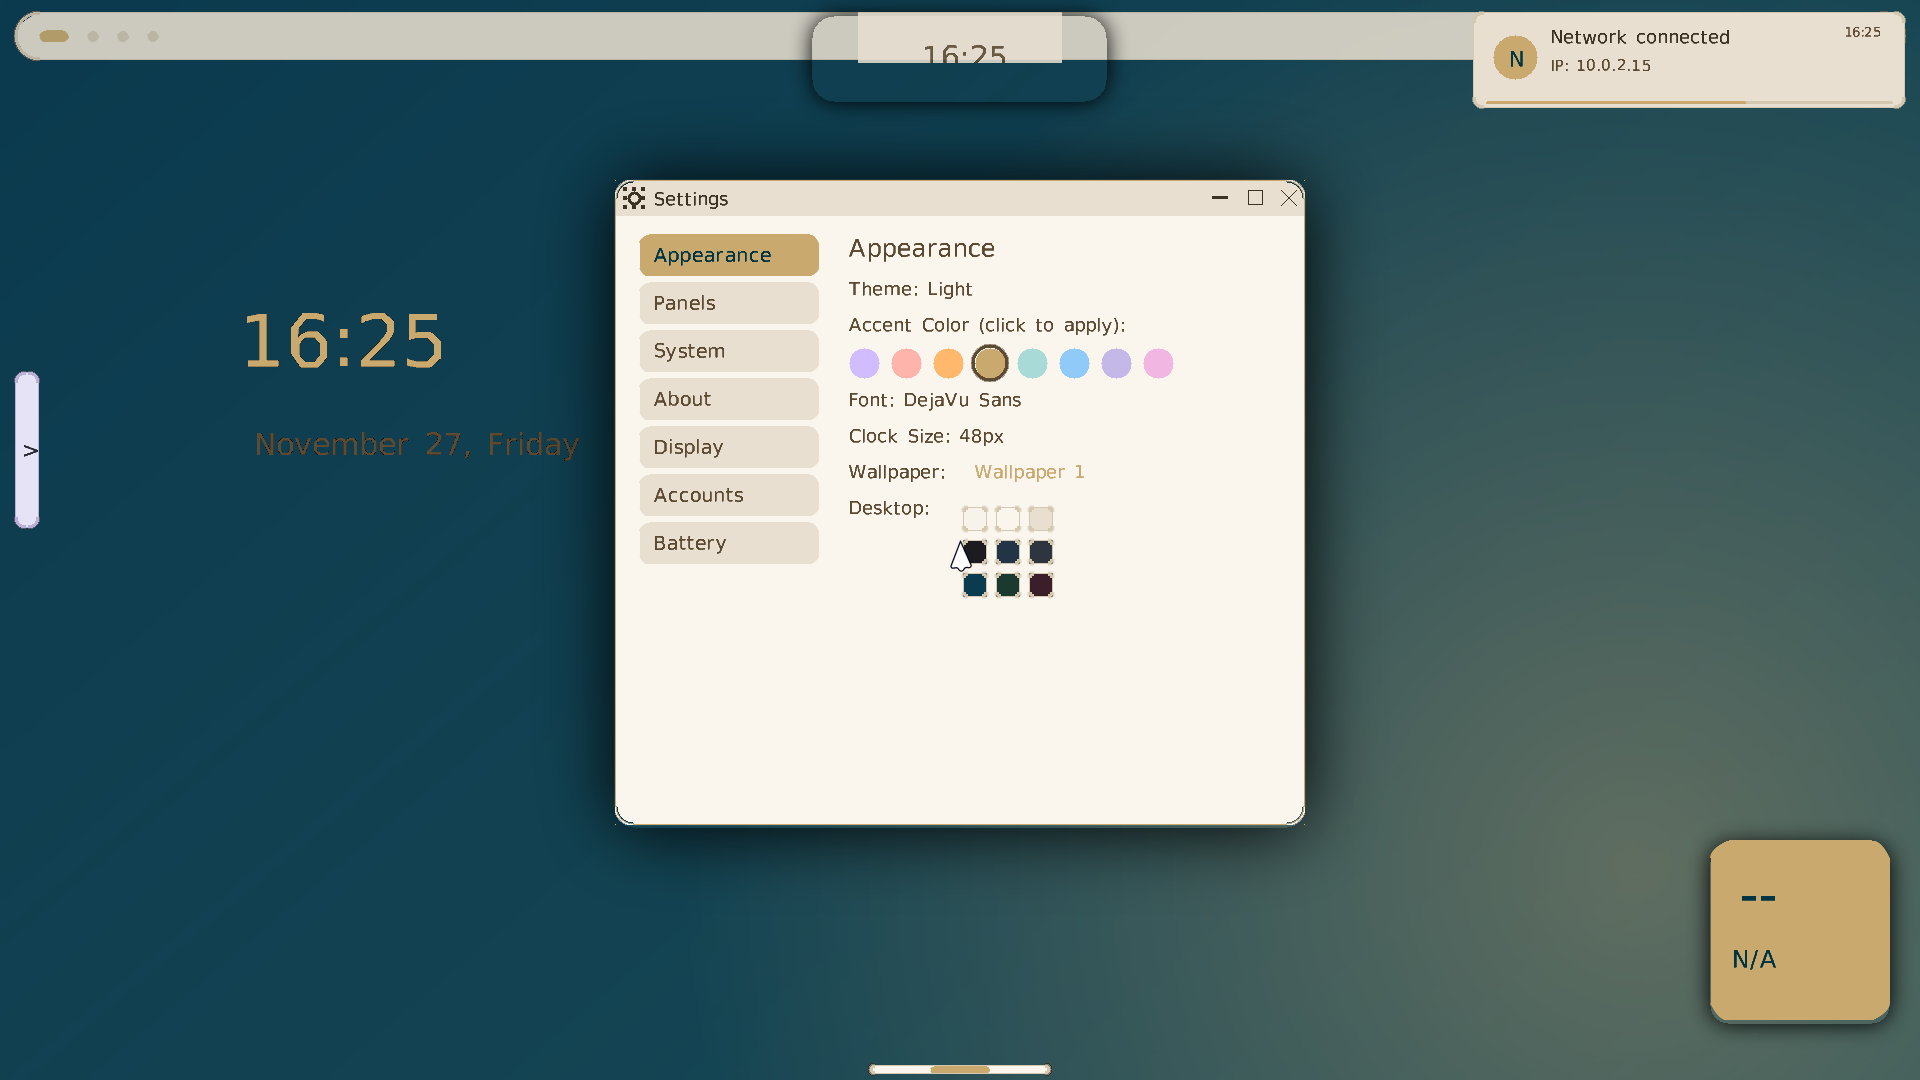 16:25
Network connected
16:25
N
IP: 10.0.2.15
Settings
Appearance
Panels
System
About
Display
Accounts
Battery
Appearance
Theme: Light
Accent Color (click to apply):
Font: DejaVu Sans
Clock Size: 48px
Wallpaper: Wallpaper 1
Desktop:
16:25
November 27, Friday
>
--
N/A